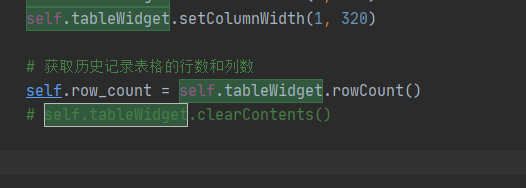 self.tableWidget.setColumnWidth(1, 320)
# 获取历史记录表格的行数和列数
self.row_count = self.tableWidget.rowCount()
# self.tableWidget.clearContents()